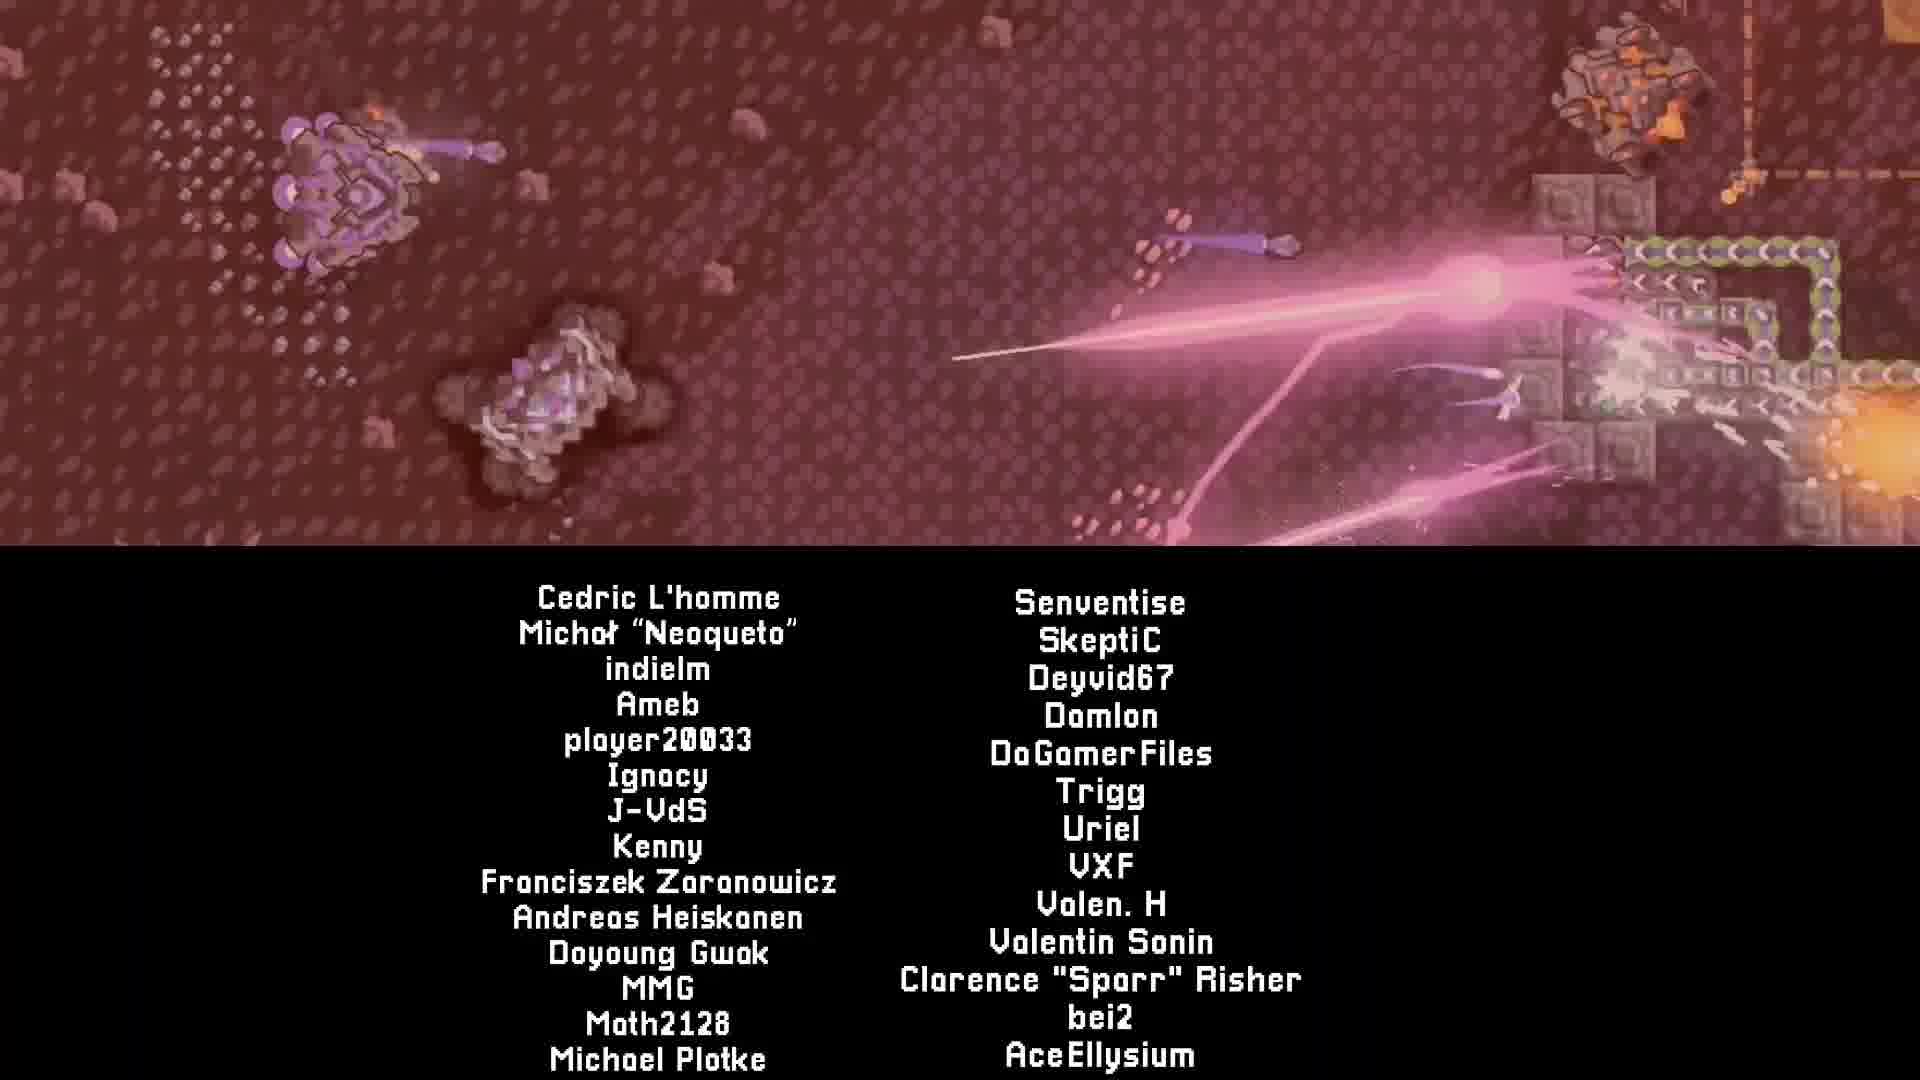 Cedric L'homme
Michał “Neoqueto”
indielm
Ameb
player20033
Ignacy
J-VdS
Kenny
Franciszek Zaranowicz
Andreas Heiskanen
Doyoung Gwak
MMG
Math2128
Michael Plotke
Senventise
SkeptiC
Deyvid67
Damlon
DaGamerFiles
Trigg
Uriel
VXF
Valen. H
Valentin Sonin
Clarence "Sparr" Risher
bei2
AceEllysium